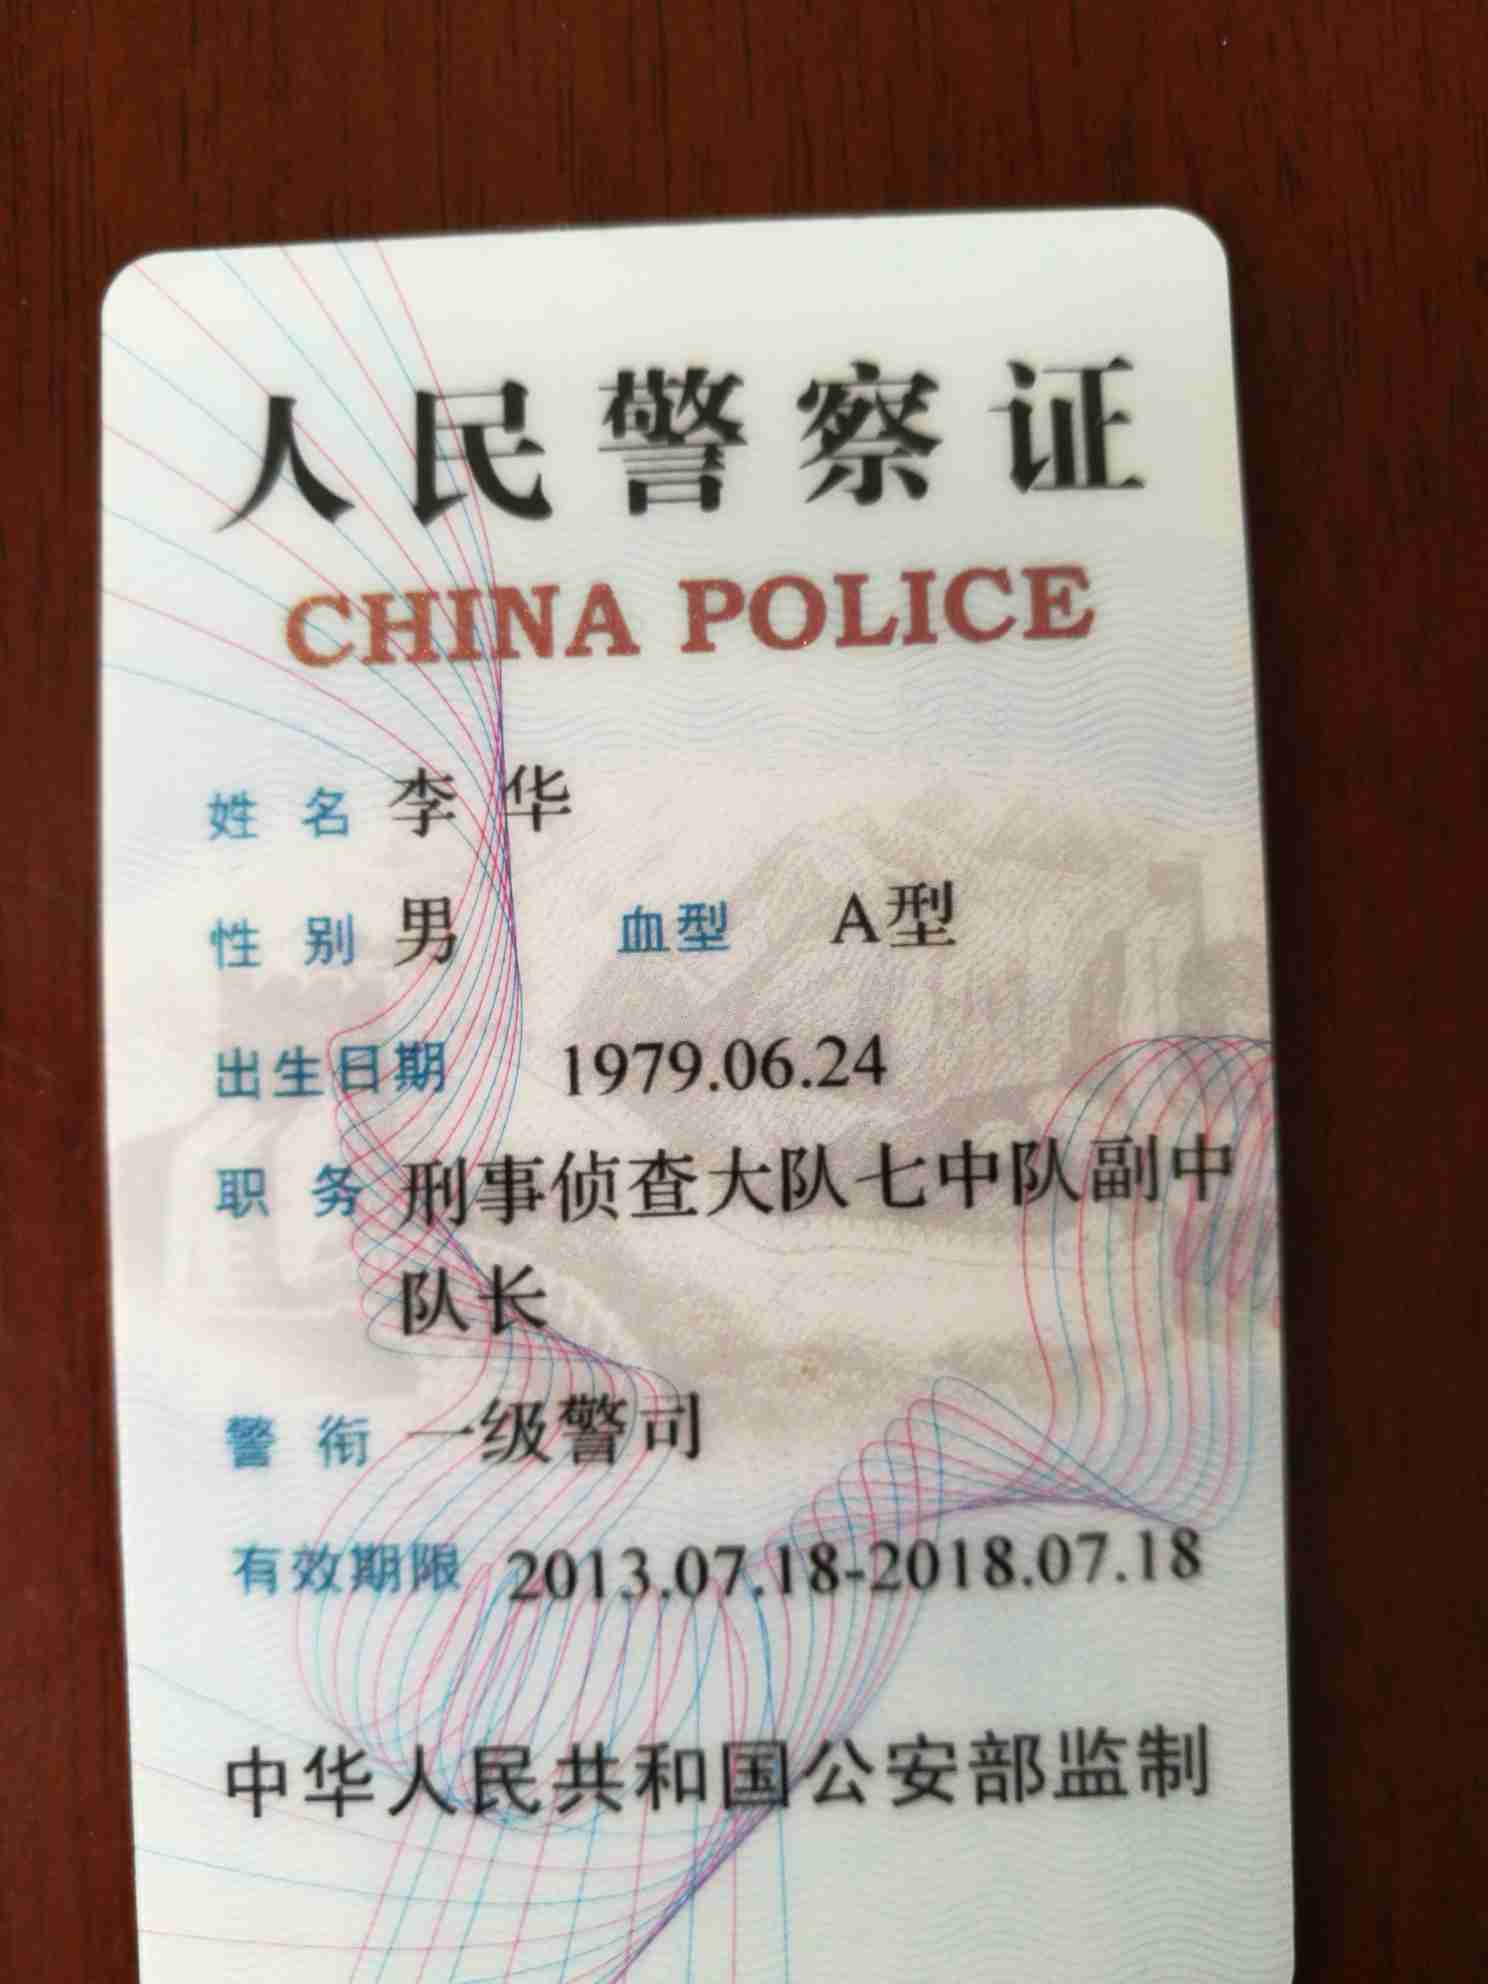 人民警察证
CHINA POLICE
姓 名 李 华
性 别 男 血型 A型
出生日期 1979.06.24
职 务 刑事侦查大队七中队副中
队长
警 衔 一级警司
有效期限 2013.07.18-2018.07.18
中华人民共和国公安部监制